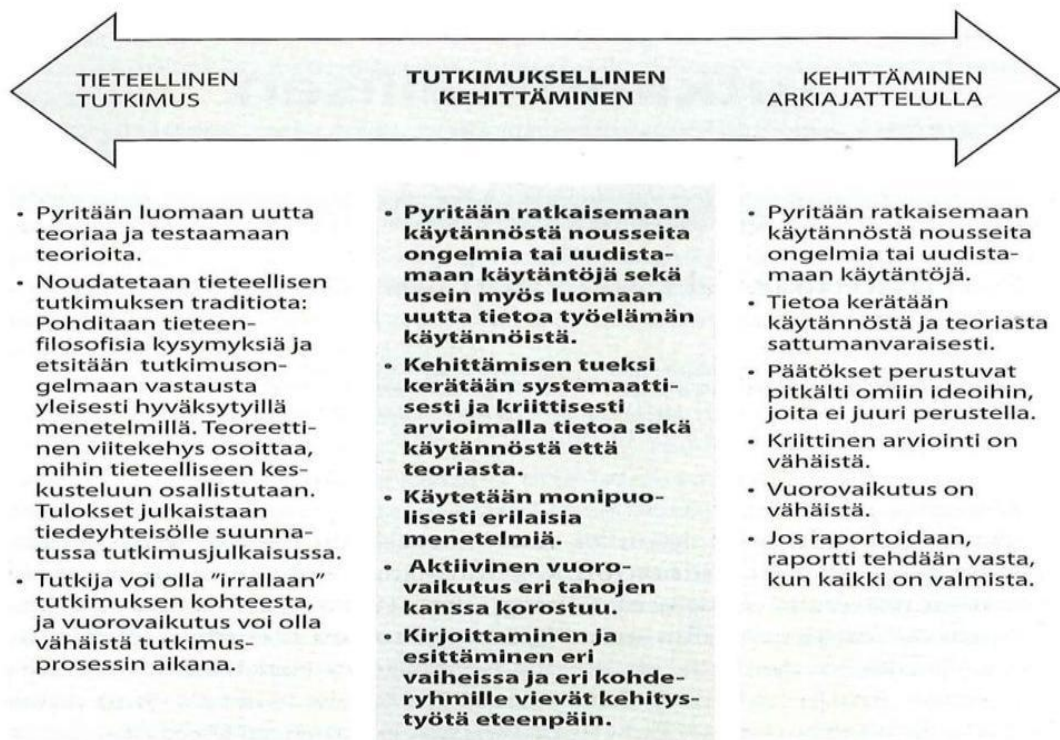 TIETEELLINEN
TUTKIMUS
TUTKIMUKSELLINEN
KEHITTÄMINEN
KEHITTÄMINEN
ARKIAJATTELULLA
• Pyritään luomaan uutta
teoriaa ja testaamaan
teorioita.
• Noudatetaan tieteellisen
tutkimuksen traditiota:
Pohditaan tieteen-
filosofisia kysymyksiä ja
etsitään tutkimuson-
gelmaan vastausta
yleisesti hyväksytyillä
menetelmillä. Teoreetti-
nen viitekehys osoittaa,
mihin tieteelliseen kes-
kusteluun osallistutaan.
Tulokset julkaistaan
tiedeyhteisölle suunna-
tussa tutkimusjulkaisussa.
• Tutkija voi olla ”irrallaan”
tutkimuksen kohteesta,
ja vuorovaikutus voi olla
vähäistä tutkimus-
prosessin aikana.
• Pyritään ratkaisemaan
käytännöstä nousseita
ongelmia tai uudista-
maan käytäntöjä sekä
usein myös luomaan
uutta tietoa työelämän
käytännöistä.
• Kehittämisen tueksi
kerätään systemaatti-
sesti ja kriittisesti
arvioimalla tietoa sekä
käytännöstä että
teoriasta.
• Käytetään monipuo-
lisesti erilaisia
menetelmiä.
• Aktiivinen vuoro-
vaikutus eri tahojen
kanssa korostuu.
• Kirjoittaminen ja
esittäminen eri
vaiheissa ja eri kohde-
ryhmille vievät kehitys-
työtä eteenpäin.
• Pyritään ratkaisemaan
käytännöstä nousseita
ongelmia tai uudista-
maan käytäntöjä.
• Tietoa kerätään
käytännöstä ja teoriasta
sattumanvaraisesti.
• Päätökset perustuvat
pitkälti omiin ideoihin,
joita ei juuri perustella.
• Kriittinen arviointi on
vähäistä.
• Vuorovaikutus on
vähäistä.
• Jos raportoidaan,
raportti tehdään vasta,
kun kaikki on valmista.